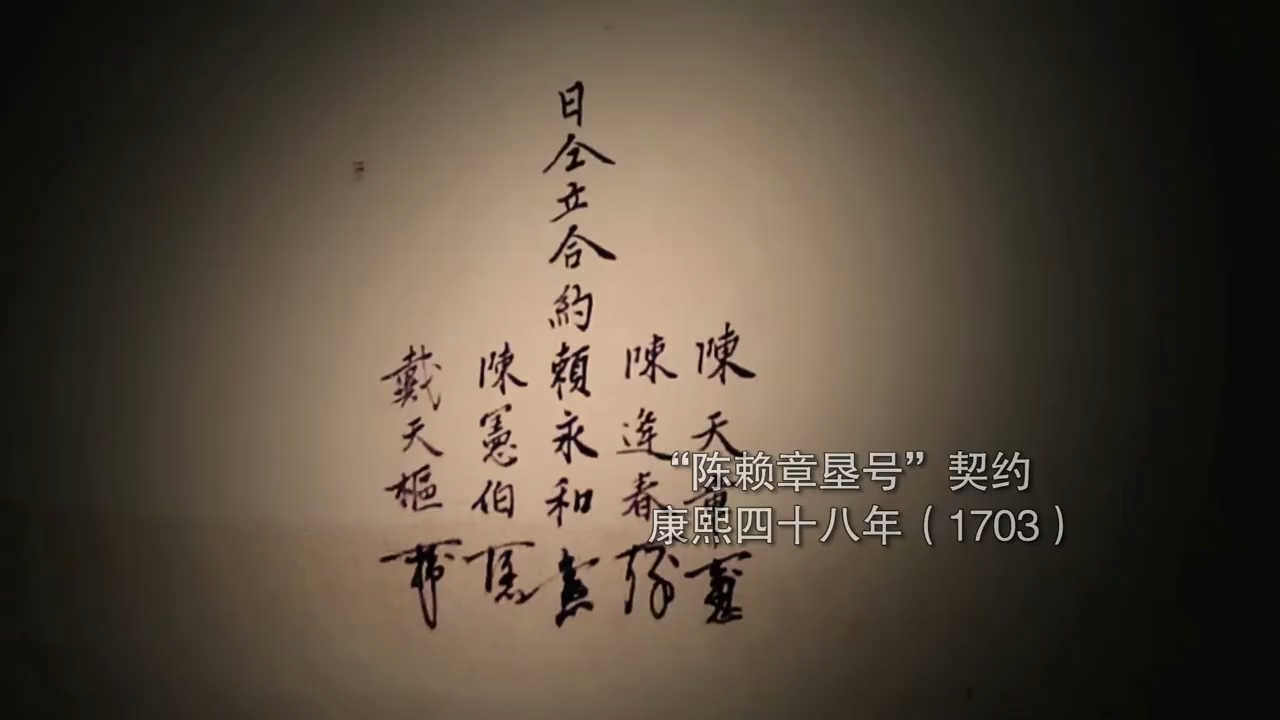 陳天章
陳逢春
日仝立合約賴永和
陳憲伯
戴天樞
“陈赖章垦号”契约
康熙四十八年（1703）